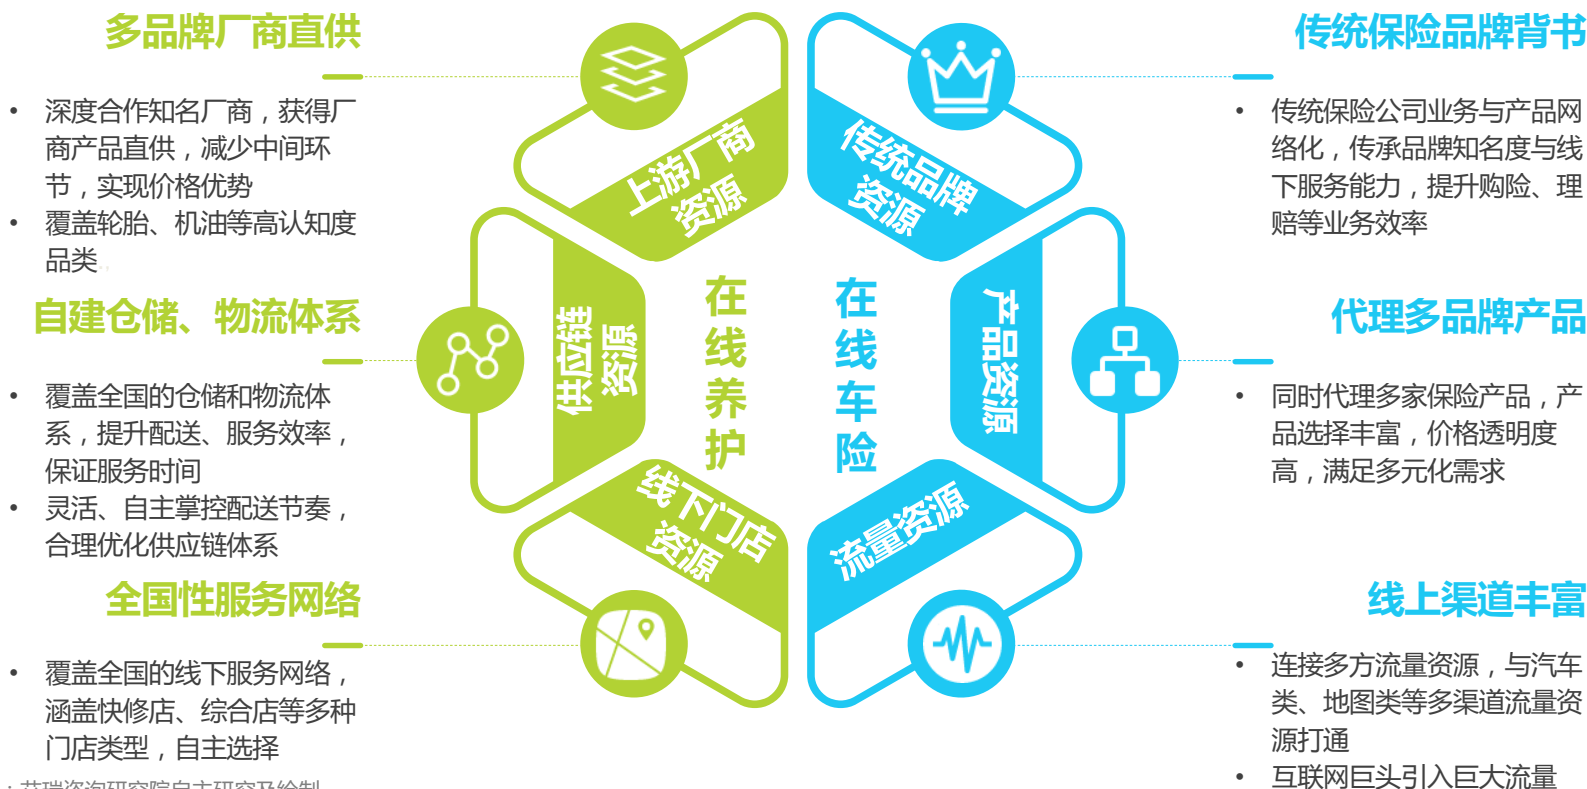 多品牌厂商直供
• 深度合作知名厂商，获得厂
商产品直供，减少中间环
节，实现价格优势
• 覆盖轮胎、机油等高认知度
品类
自建仓储、物流体系
• 覆盖全国的仓储和物流体
系，提升配送、服务效率，
保证服务时间
• 灵活、自主掌控配送节奏，
合理优化供应链体系
全国性服务网络
• 覆盖全国的线下服务网络，
涵盖快修店、综合店等多种
门店类型，自主选择
上游厂商
资源
供应链
资源
线下门店
资源
在线养护
在线车险
传统品牌
资源
产品资源
流量资源
传统保险品牌背书
• 传统保险公司业务与产品网
络化，传承品牌知名度与线
下服务能力，提升购险、理
赔等业务效率
代理多品牌产品
• 同时代理多家保险产品，产
品选择丰富，价格透明度
高，满足多元化需求
线上渠道丰富
• 连接多方流量资源，与汽车
类、地图类等多渠道流量资
源打通
• 互联网巨头引入巨大流量
：艾瑞咨询研究院自主研究及绘制